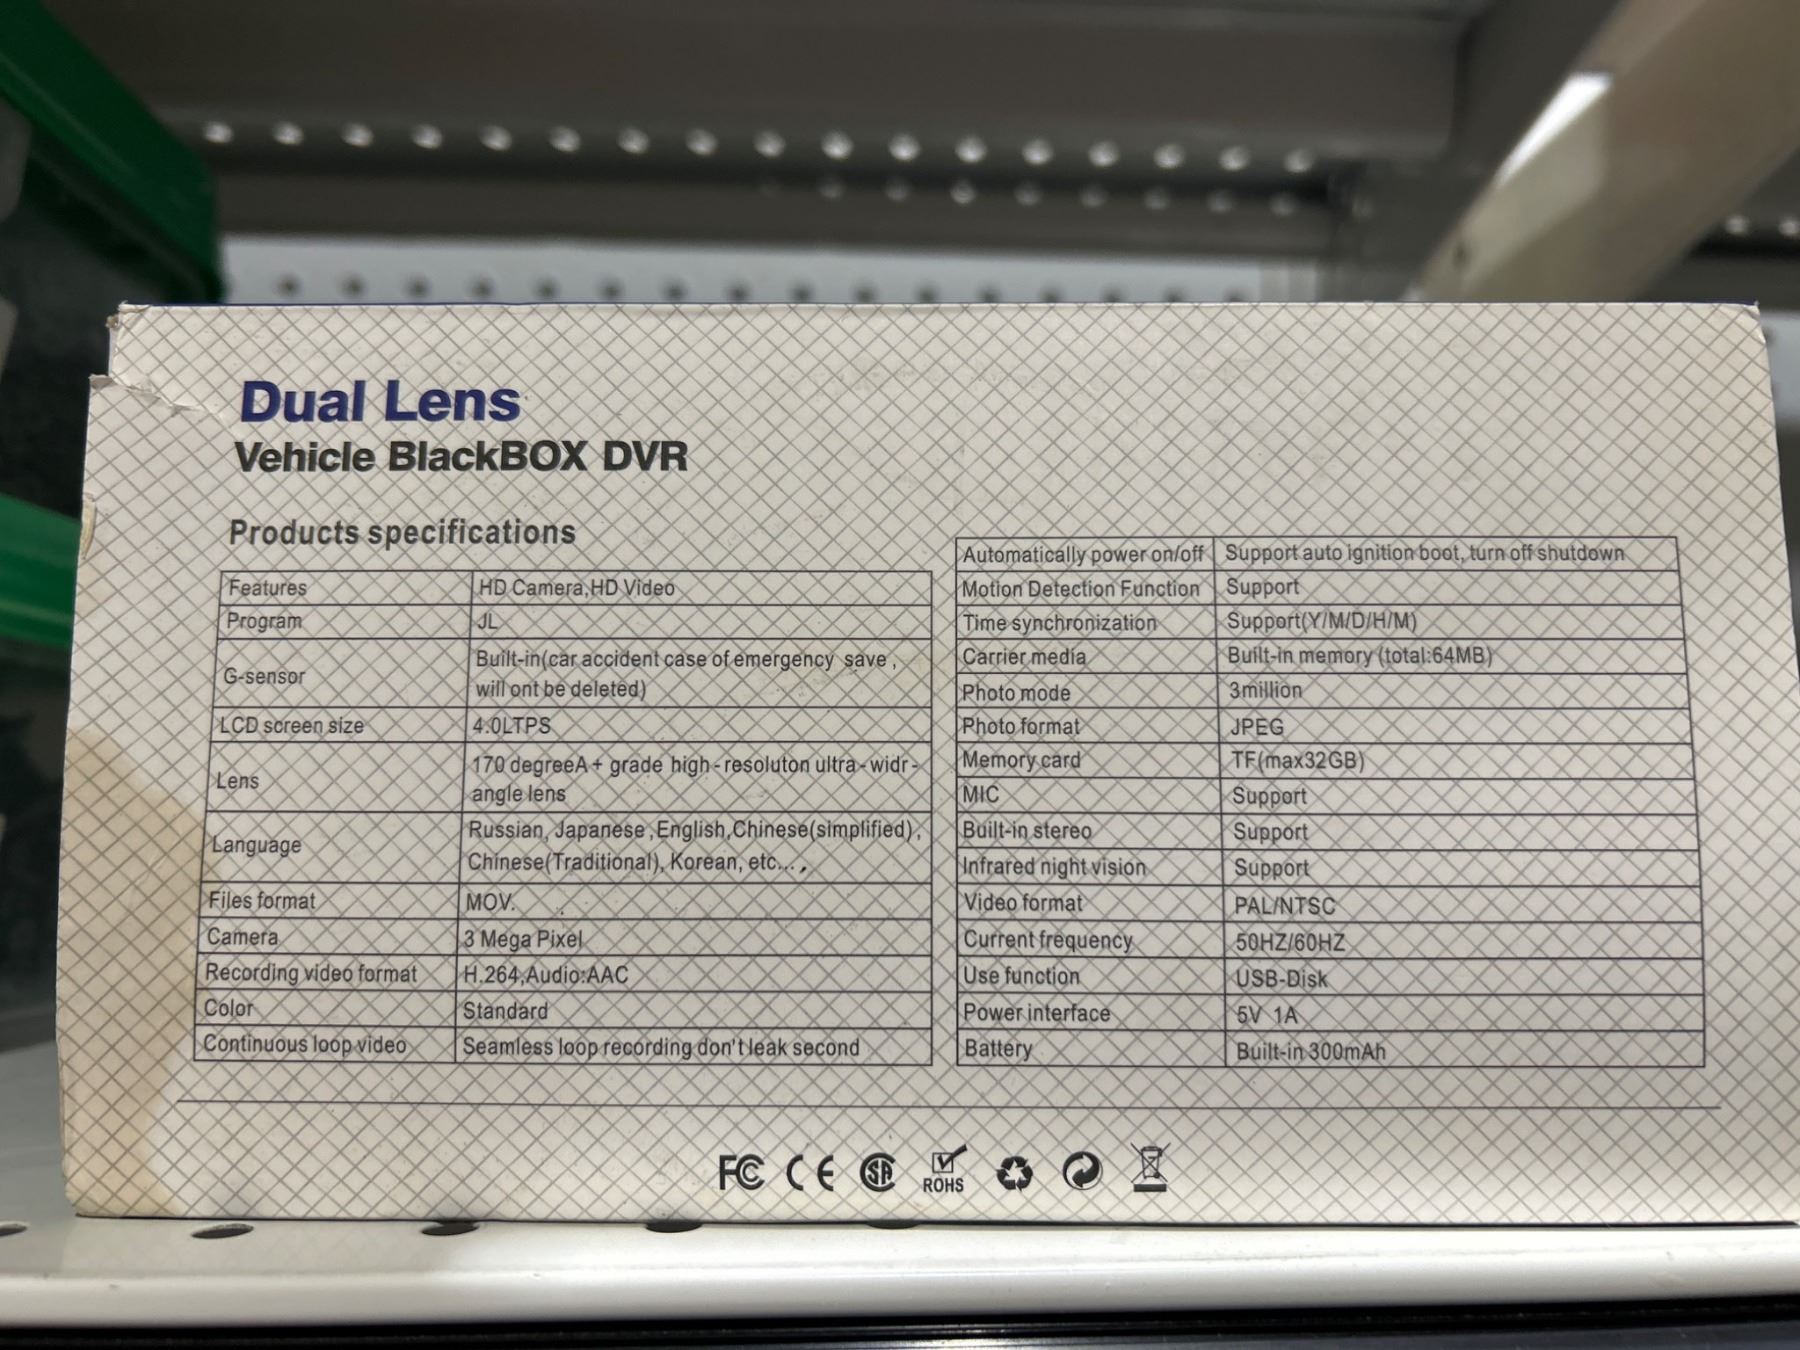 Dual Lens
Vehicle BlackBOX DVR
Products specifications
Features HD Camera,HD Video
Program JL
G-sensor Built-in(car accident case of emergency save ,
will ont be deleted)
LCD screen size 4.0LTPS
Lens 170 degreeA+ grade high-resoluton ultra-widr-
angle lens
Language Russian, Japanese ,English,Chinese(simplified),
Chinese(Traditional), Korean, etc... ,
Files format MOV.
Camera 3 Mega Pixel
Recording video format H.264,Audio:AAC
Color Standard
Continuous loop video Seamless loop recording don't leak second
Automatically power on/off Support auto ignition boot, turn off shutdown
Motion Detection Function Support
Time synchronization Support(Y/M/D/H/M)
Carrier media Built-in memory (total:64MB)
Photo mode 3million
Photo format JPEG
Memory card TF(max32GB)
MIC Support
Built-in stereo Support
Infrared night vision Support
Video format PAL/NTSC
Current frequency 50HZ/60HZ
Use function USB-Disk
Power interface 5V 1A
Battery Built-in 300mAh
FC CE SA ROHS